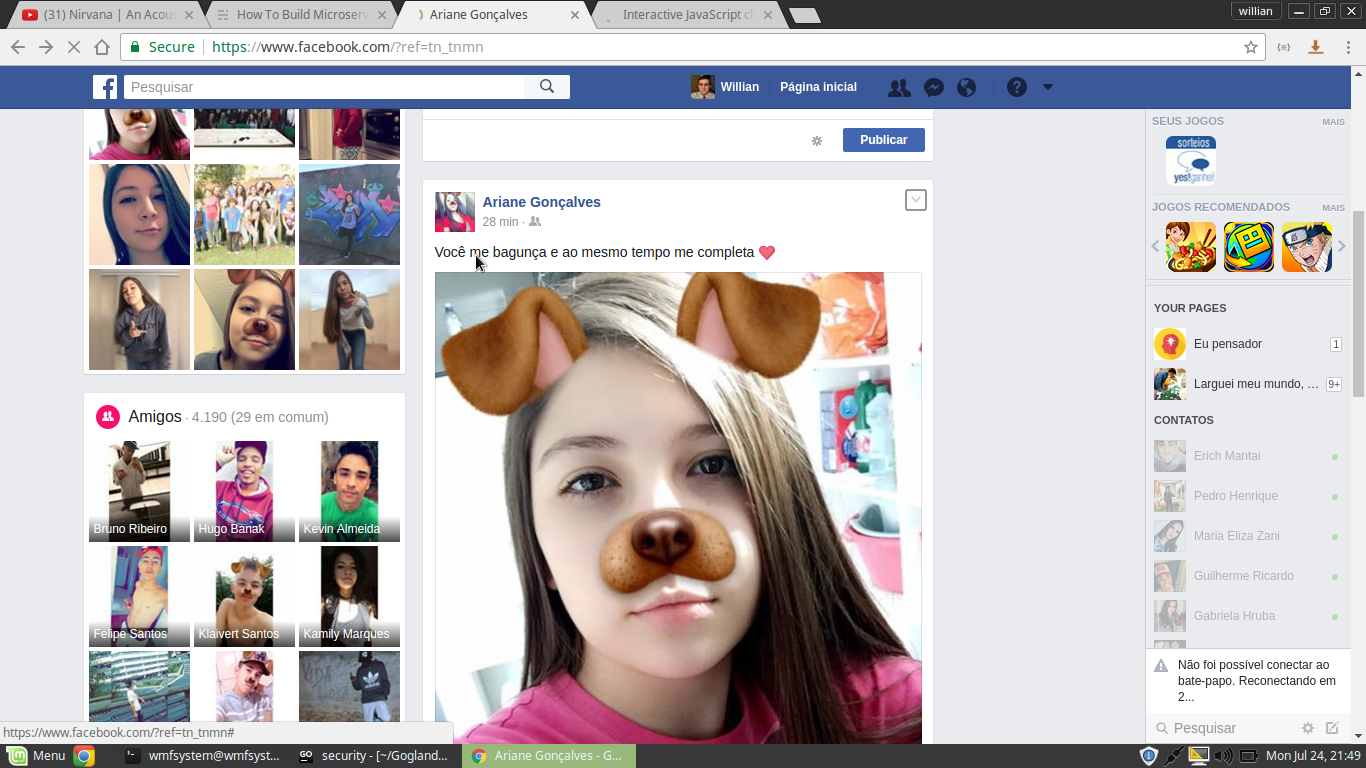 (31) Nirvana | An Acous
How To Build Microserv
Ariane Gonçalves
Interactive JavaScript c
willian
Secure
https://www.facebook.com/?ref=tn_tnmn
Pesquisar
Willian
Página inicial
Publicar
Ariane Gonçalves
28 min ·
Você me bagunça e ao mesmo tempo me completa
Amigos · 4.190 (29 em comum)
Bruno Ribeiro
Hugo Banak
Kevin Almeida
Felipe Santos
Klaivert Santos
Kamily Marques
adidas
SEUS JOGOS
MAIS
sorteios
yes!ganhei
JOGOS RECOMENDADOS
MAIS
YOUR PAGES
Eu pensador
1
Larguei meu mundo, ...
9+
CONTATOS
Erich Mantai
Pedro Henrique
Maria Eliza Zani
Guilherme Ricardo
Gabriela Hruba
Não foi possível conectar ao
bate-papo. Reconectando em
2...
Pesquisar
https://www.facebook.com/?ref=tn_tnmn#
Menu
wmfsystem@wmfsyst...
GO
security - [~/Gogland...
Ariane Gonçalves - G...
Mon Jul 24, 21:49